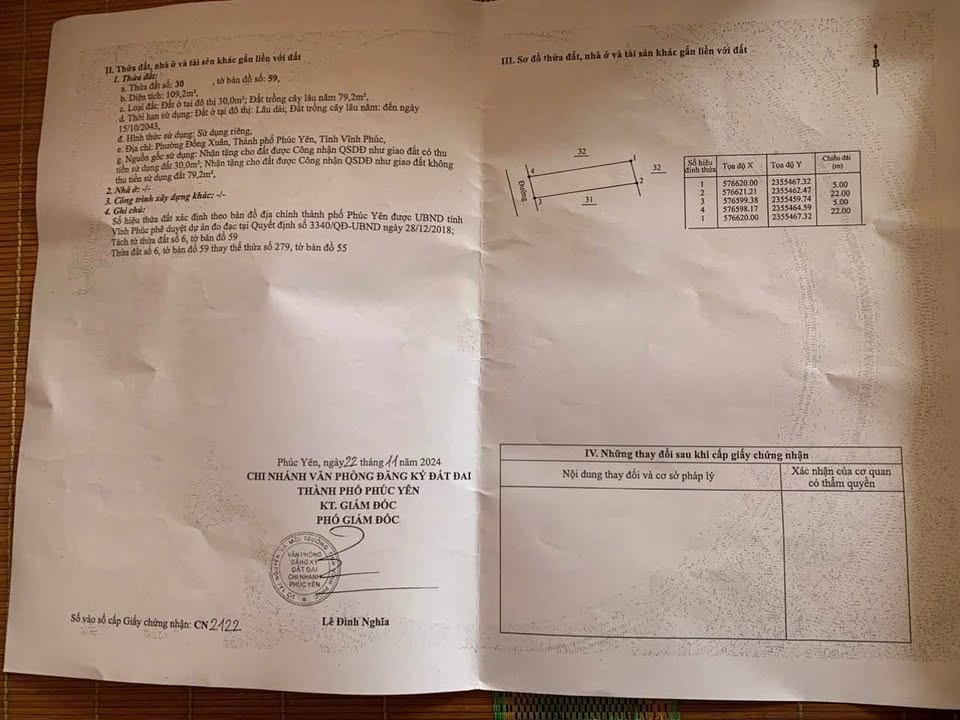 II. Thửa đất, nhà ở và tài sản khác gắn liền với đất
1. Thửa đất:
a. Thửa đất số: 30 , tờ bản đồ số: 59,
b. Diện tích: 109,2m²,
c. Loại đất: Đất ở tại đô thị 30,0m²; Đất trồng cây lâu năm 79,2m²,
d. Thời hạn sử dụng: Đất ở tại đô thị: Lâu dài; Đất trồng cây lâu năm: đến ngày
15/10/2043,
đ. Hình thức sử dụng: Sử dụng riêng,
e. Địa chỉ: Phường Đồng Xuân, Thành phố Phúc Yên, Tỉnh Vĩnh Phúc,
g. Nguồn gốc sử dụng: Nhận tặng cho đất được Công nhận QSDĐ như giao đất có thu
tiền sử dụng đất 30,0m²; Nhận tặng cho đất được Công nhận QSDĐ như giao đất không
thu tiền sử dụng đất 79,2m²,
2. Nhà ở: -/-
3. Công trình xây dựng khác: -/-
4. Ghi chú:
Số hiệu thửa đất xác định theo bản đồ địa chính thành phố Phúc Yên được UBND tỉnh
Vĩnh Phúc phê duyệt dự án đo đạc tại Quyết định số 3340/QĐ-UBND ngày 28/12/2018;
Tách từ thửa đất số 6, tờ bản đồ 59
Thửa đất số 6, tờ bản đồ 59 thay thế thửa số 279, tờ bản đồ 55
Phúc Yên, ngày 22 tháng 11 năm 2024
CHI NHÁNH VĂN PHÒNG ĐĂNG KÝ ĐẤT ĐAI
THÀNH PHỐ PHÚC YÊN
KT. GIÁM ĐỐC
PHÓ GIÁM ĐỐC
VĂN PHÒNG
ĐĂNG KÝ
ĐẤT ĐAI
CHI NHÁNH
PHÚC YÊN
Số vào sổ cấp Giấy chứng nhận: CN 2122
Lê Đình Nghĩa
III. Sơ đồ thửa đất, nhà ở và tài sản khác gắn liền với đất
B
32
1
32
4
2
Đường
3
31
Số hiệu đỉnh thửa Tọa độ X Tọa độ Y Chiều dài (m)
1 576620.00 2355467.32
5.00
2 576621.21 2355462.47
22.00
3 576599.38 2355459.74
5.00
4 576598.17 2355464.59
22.00
1 576620.00 2355467.32
IV. Những thay đổi sau khi cấp giấy chứng nhận
Nội dung thay đổi và cơ sở pháp lý
Xác nhận của cơ quan
có thẩm quyền